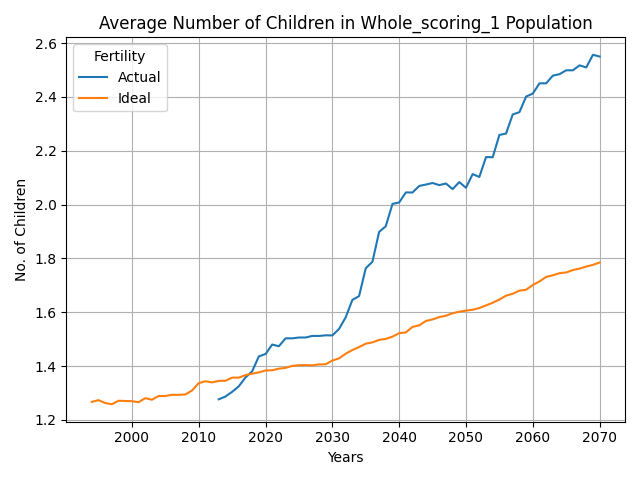 Average Number of Children in Whole_scoring_1 Population
Fertility
Actual
Ideal
No. of Children
2.6
2.4
2.2
2.0
1.8
1.6
1.4
1.2
2000 2010 2020 2030 2040 2050 2060 2070
Years